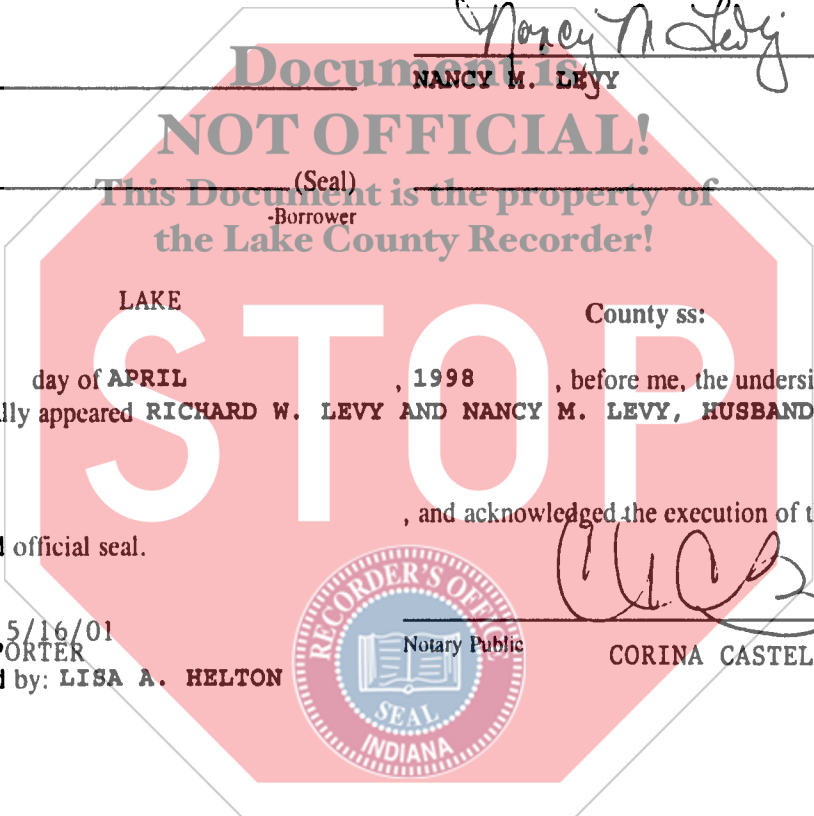 Nancy M Levy
NANCY M. LEVY
Document is
NOT OFFICIAL!
(Seal)
This Document is the property of
-Borrower
the Lake County Recorder!
LAKE
County ss:
STOP
day of APRIL , 1998 , before me, the undersi
lly appeared RICHARD W. LEVY AND NANCY M. LEVY, HUSBAND
, and acknowledged the execution of t
official seal.
5/16/01
PORTER
Notary Public
CORINA CASTEL
by: LISA A. HELTON
RECORDER'S OFFICE
SEAL
INDIANA